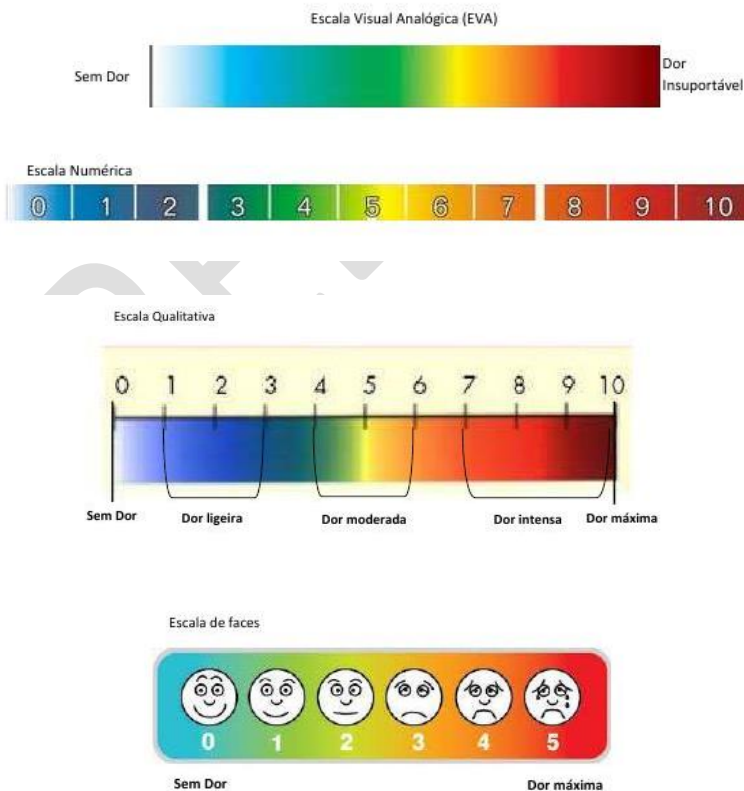 Escala Visual Analógica (EVA)
Sem Dor
Dor
Insuportável
Escala Numérica
0 1 2 3 4 5 6 7 8 9 10
Escala Qualitativa
0 1 2 3 4 5 6 7 8 9 10
Sem Dor Dor ligeira Dor moderada Dor intensa Dor máxima
Escala de faces
0 1 2 3 4 5
Sem Dor Dor máxima